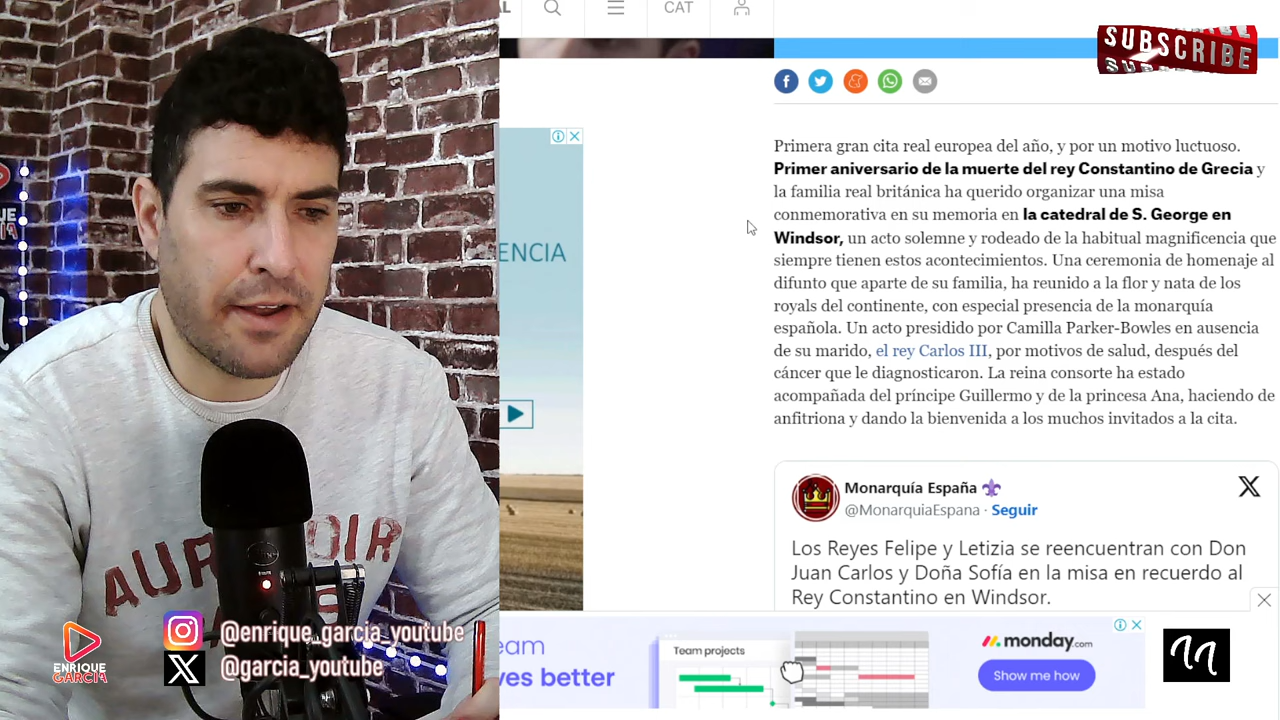 CAT
SUBSCRIBE
Primera gran cita real europea del año, y por un motivo luctuoso.
Primer aniversario de la muerte del rey Constantino de Grecia y
la familia real británica ha querido organizar una misa
conmemorativa en su memoria en la catedral de S. George en
Windsor, un acto solemne y rodeado de la habitual magnificencia que
siempre tienen estos acontecimientos. Una ceremonia de homenaje al
difunto que aparte de su familia, ha reunido a la flor y nata de los
royals del continente, con especial presencia de la monarquía
española. Un acto presidido por Camilla Parker-Bowles en ausencia
de su marido, el rey Carlos III, por motivos de salud, después del
cáncer que le diagnosticaron. La reina consorte ha estado
acompañada del príncipe Guillermo y de la princesa Ana, haciendo de
anfitriona y dando la bienvenida a los muchos invitados a la cita.
ENCIA
Monarquía España
@MonarquiaEspana · Seguir
Los Reyes Felipe y Letizia se reencuentran con Don
Juan Carlos y Doña Sofía en la misa en recuerdo al
Rey Constantino en Windsor.
eam
ves better
Team projects
monday.com
Show me how
@enrique_garcia_youtube
@garcia_youtube
ENRIQUE
GARCIA